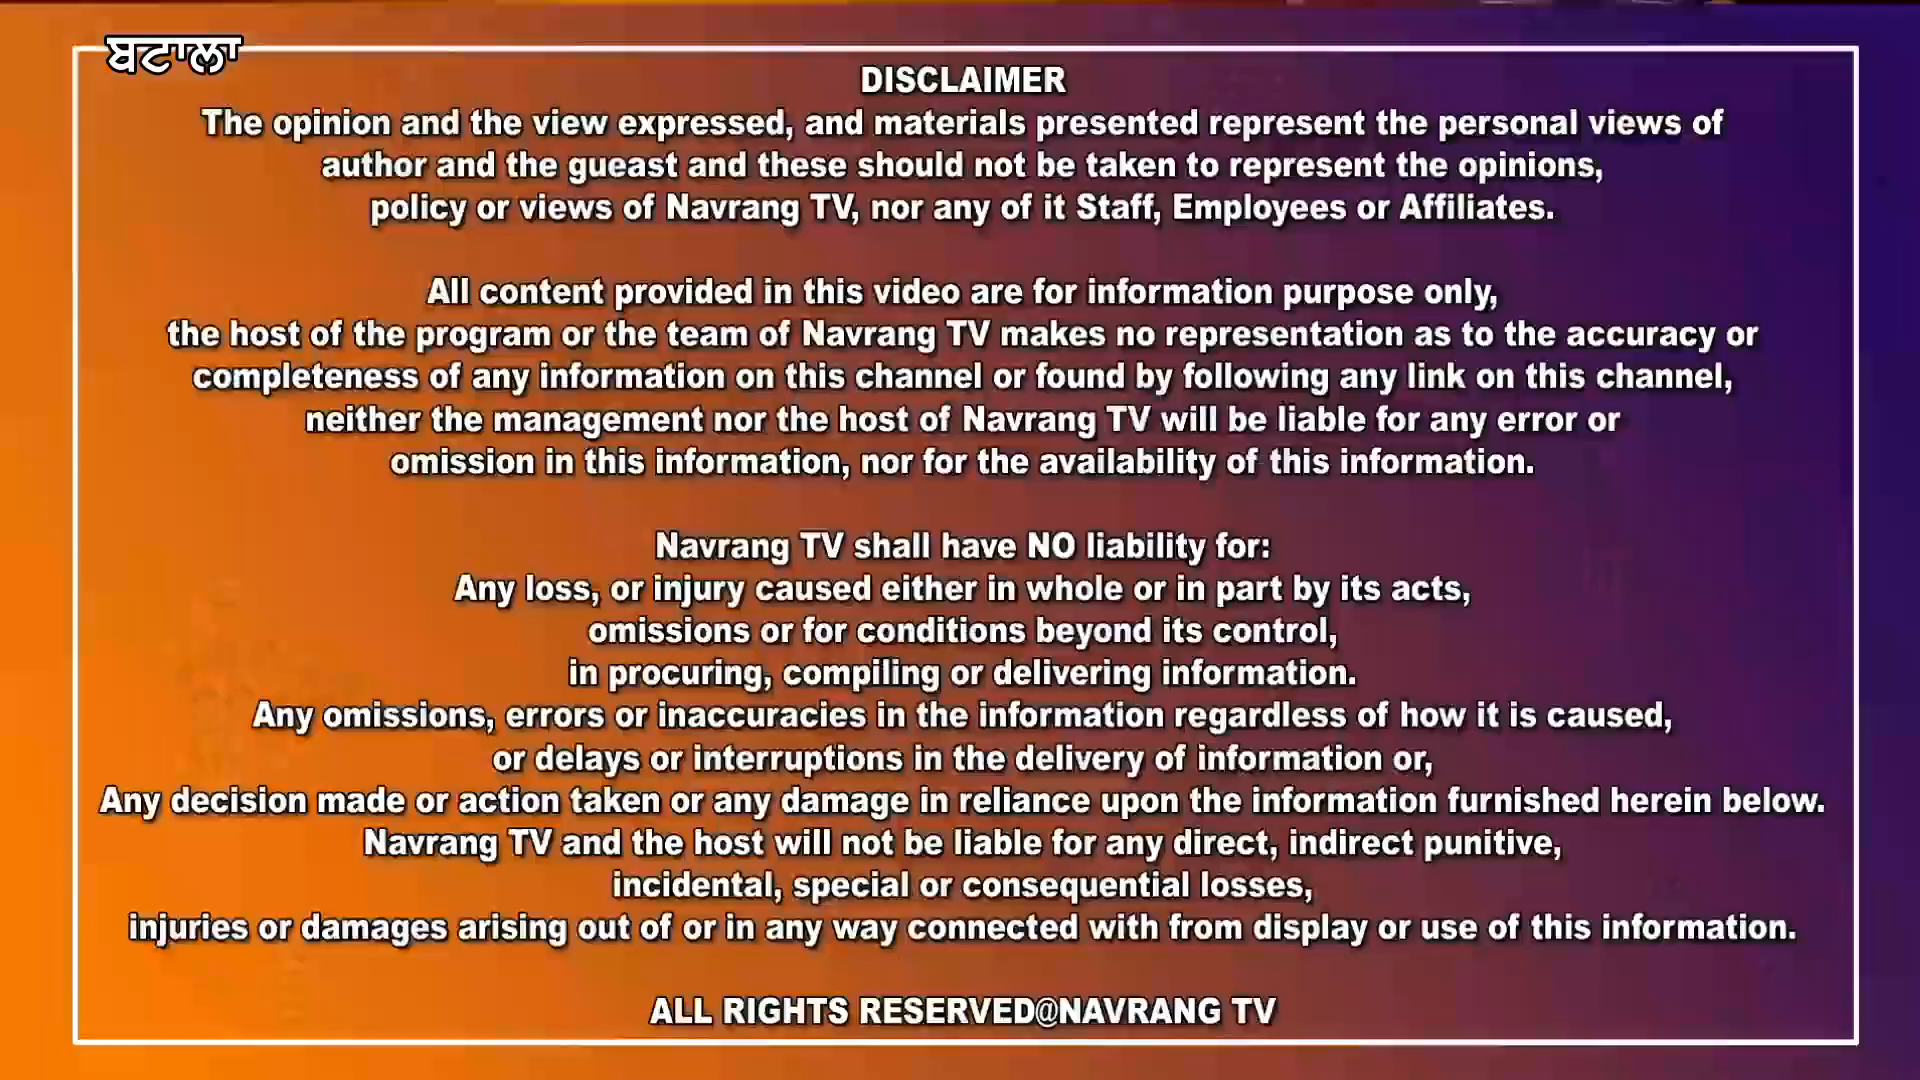 ਬਟਾਲਾ
DISCLAIMER
The opinion and the view expressed, and materials presented represent the personal views of
author and the gueast and these should not be taken to represent the opinions,
policy or views of Navrang TV, nor any of it Staff, Employees or Affiliates.
All content provided in this video are for information purpose only,
the host of the program or the team of Navrang TV makes no representation as to the accuracy or
completeness of any information on this channel or found by following any link on this channel,
neither the management nor the host of Navrang TV will be liable for any error or
omission in this information, nor for the availability of this information.
Navrang TV shall have NO liability for:
Any loss, or injury caused either in whole or in part by its acts,
omissions or for conditions beyond its control,
in procuring, compiling or delivering information.
Any omissions, errors or inaccuracies in the information regardless of how it is caused,
or delays or interruptions in the delivery of information or,
Any decision made or action taken or any damage in reliance upon the information furnished herein below.
Navrang TV and the host will not be liable for any direct, indirect punitive,
incidental, special or consequential losses,
injuries or damages arising out of or in any way connected with from display or use of this information.
ALL RIGHTS RESERVED@NAVRANG TV